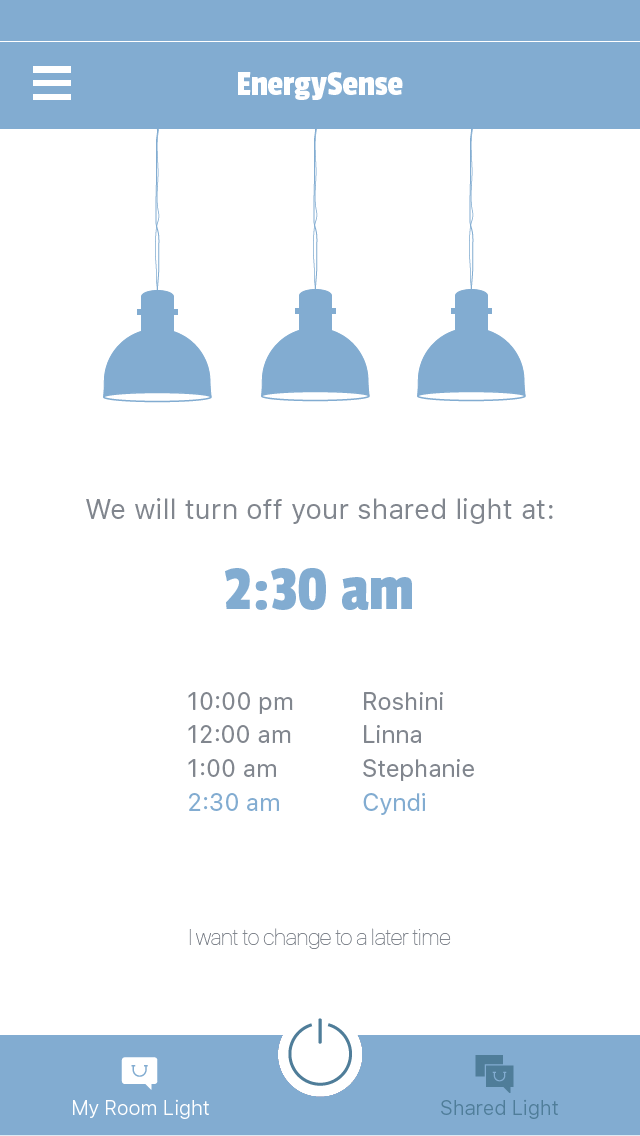 EnergySense
We will turn off your shared light at:
2:30 am
10:00 pm Roshini
12:00 am Linna
1:00 am Stephanie
2:30 am Cyndi
I want to change to a later time
My Room Light
Shared Light